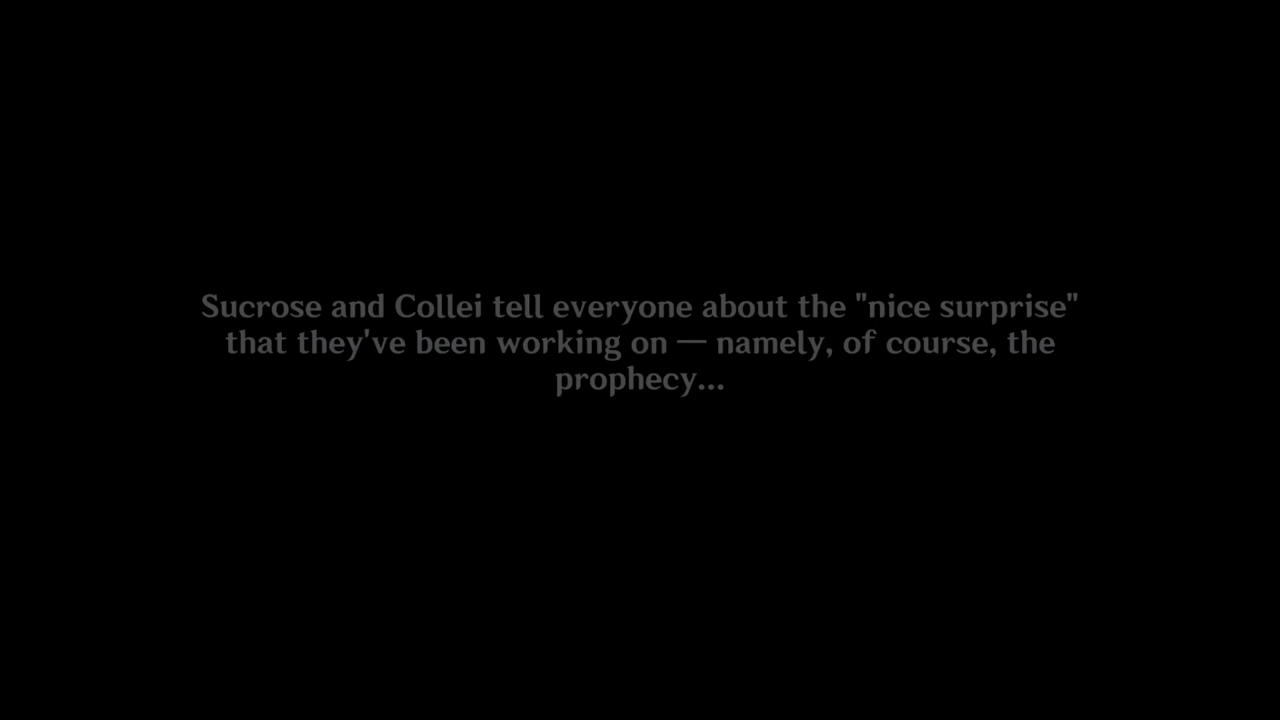 Sucrose and Collei tell everyone about the "nice surprise"
that they've been working on — namely, of course, the
prophecy...